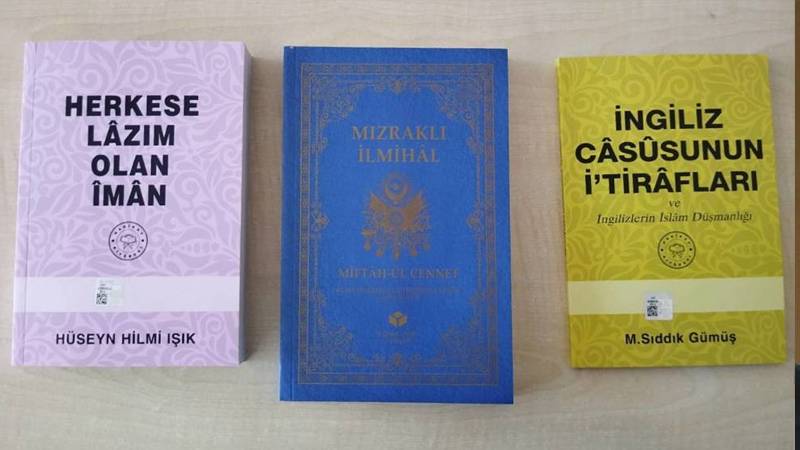 HERKESE
LÂZIM
OLAN
ÎMÂN
HÜSEYN HİLMİ IŞIK
MIZRAKLI
İLMİHÂL
MİFTÂH-UL CENNET
İNGİLİZ
CÂSÛSUNUN
İ'TİRÂFLARI
ve
İngilizlerin İslâm Düşmanlığı
M.Sıddık Gümüş